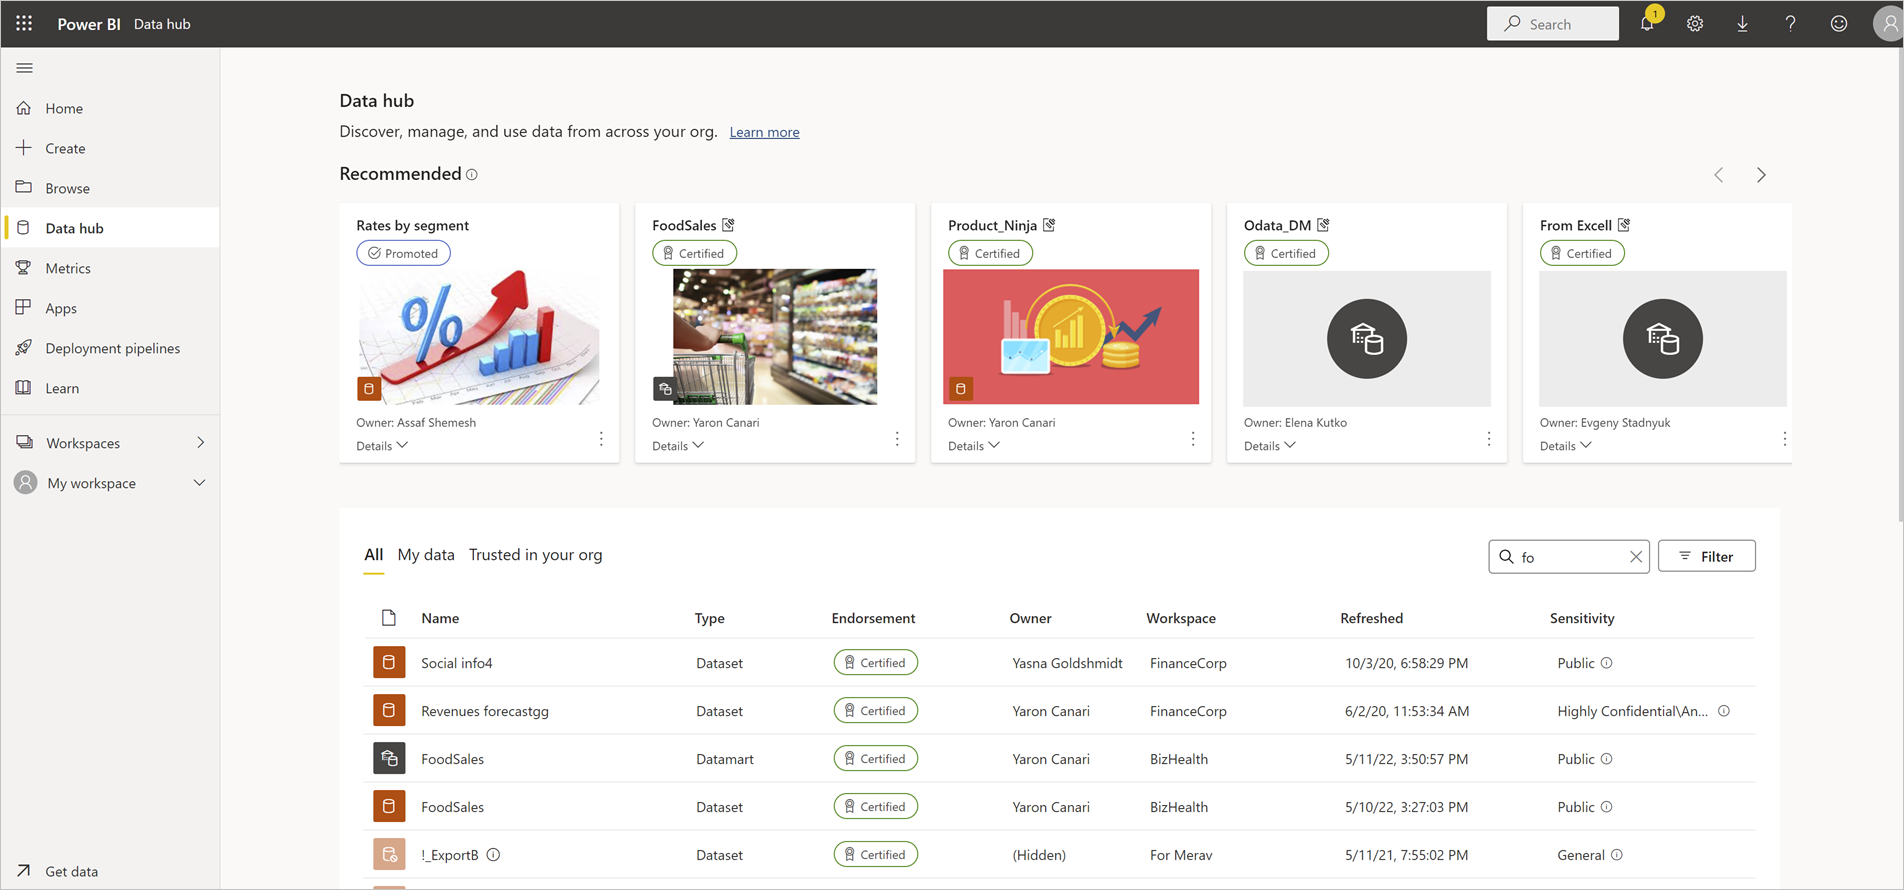 Power BI Data hub
Search
1
Home
Create
Browse
Data hub
Metrics
Apps
Deployment pipelines
Learn
Workspaces
My workspace
Get data
Data hub
Discover, manage, and use data from across your org. Learn more
Recommended
Rates by segment
Promoted
%
Owner: Assaf Shemesh
Details
FoodSales
Certified
Owner: Yaron Canari
Details
Product_Ninja
Certified
Owner: Yaron Canari
Details
Odata_DM
Certified
Owner: Elena Kutko
Details
From Excell
Certified
Owner: Evgeny Stadnyuk
Details
All My data Trusted in your org
fo
Filter
Name Type Endorsement Owner Workspace Refreshed Sensitivity
Social info4 Dataset Certified Yasna Goldshmidt FinanceCorp 10/3/20, 6:58:29 PM Public
Revenues forecastgg Dataset Certified Yaron Canari FinanceCorp 6/2/20, 11:53:34 AM Highly Confidential\An...
FoodSales Datamart Certified Yaron Canari BizHealth 5/11/22, 3:50:57 PM Public
FoodSales Dataset Certified Yaron Canari BizHealth 5/10/22, 3:27:03 PM Public
!_ExportB Dataset Certified (Hidden) For Merav 5/11/21, 7:55:02 PM General